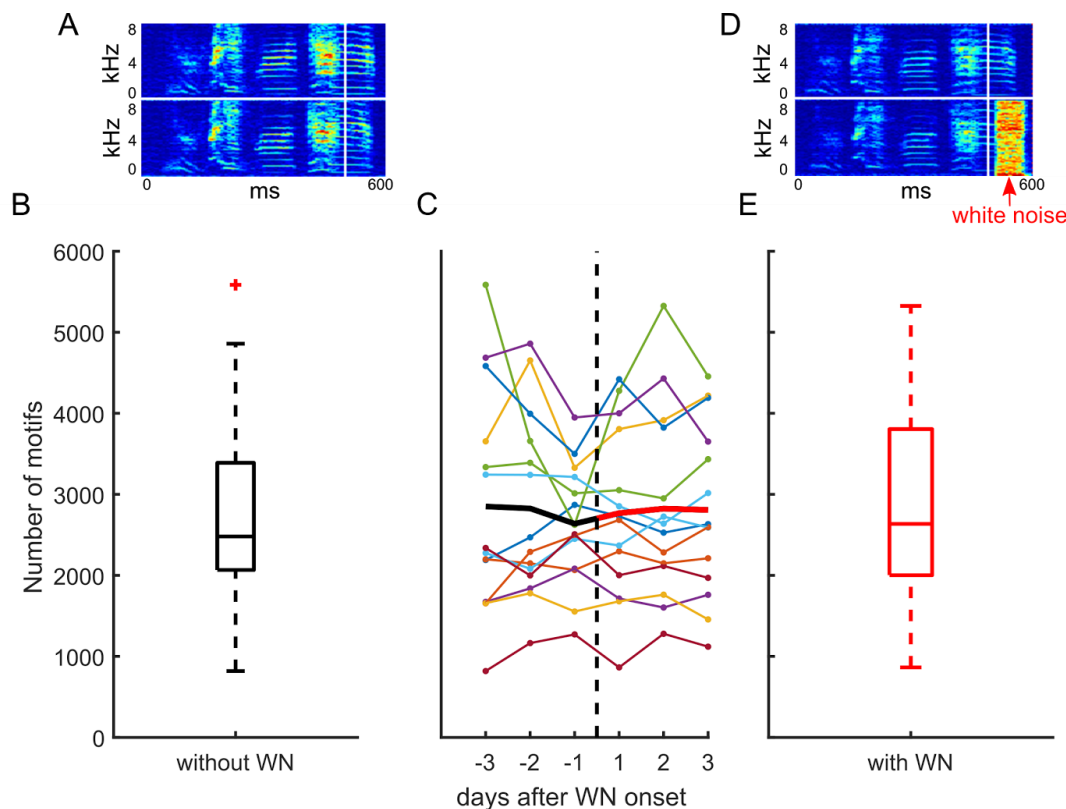 A
8
kHz
4
0
8
kHz
4
0
0
ms
600
D
8
kHz
4
0
8
kHz
4
0
0
ms
600
white noise
B
C
E
Number of motifs
6000
5000
4000
3000
2000
1000
0
without WN
-3 -2 -1 1 2 3
days after WN onset
with WN